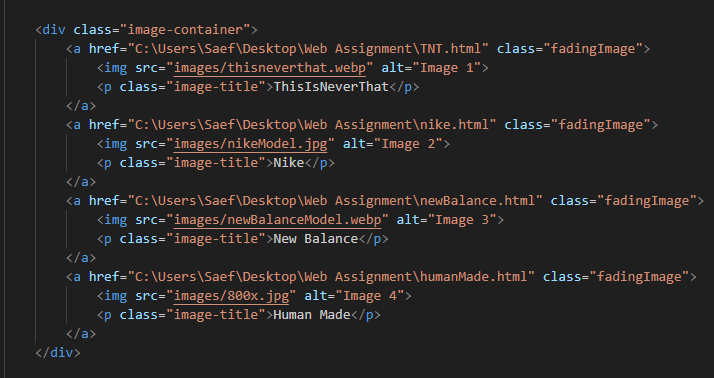 <div class="image-container">
<a href="C:\Users\Saef\Desktop\Web Assignment\TNT.html" class="fadingImage">
<img src="images/thisneverthat.webp" alt="Image 1">
<p class="image-title">ThisIsNeverThat</p>
</a>
<a href="C:\Users\Saef\Desktop\Web Assignment\nike.html" class="fadingImage">
<img src="images/nikeModel.jpg" alt="Image 2">
<p class="image-title">Nike</p>
</a>
<a href="C:\Users\Saef\Desktop\Web Assignment\newBalance.html" class="fadingImage">
<img src="images/newBalanceModel.webp" alt="Image 3">
<p class="image-title">New Balance</p>
</a>
<a href="C:\Users\Saef\Desktop\Web Assignment\humanMade.html" class="fadingImage">
<img src="images/800x.jpg" alt="Image 4">
<p class="image-title">Human Made</p>
</a>
</div>